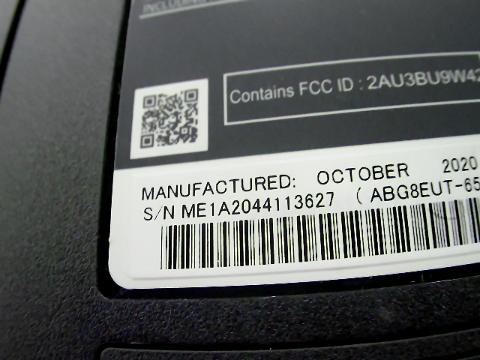 Contains FCC ID : 2AU3BU9W42
MANUFACTURED: OCTOBER 2020
S/N ME1A2044113627 (ABG8EUT-65